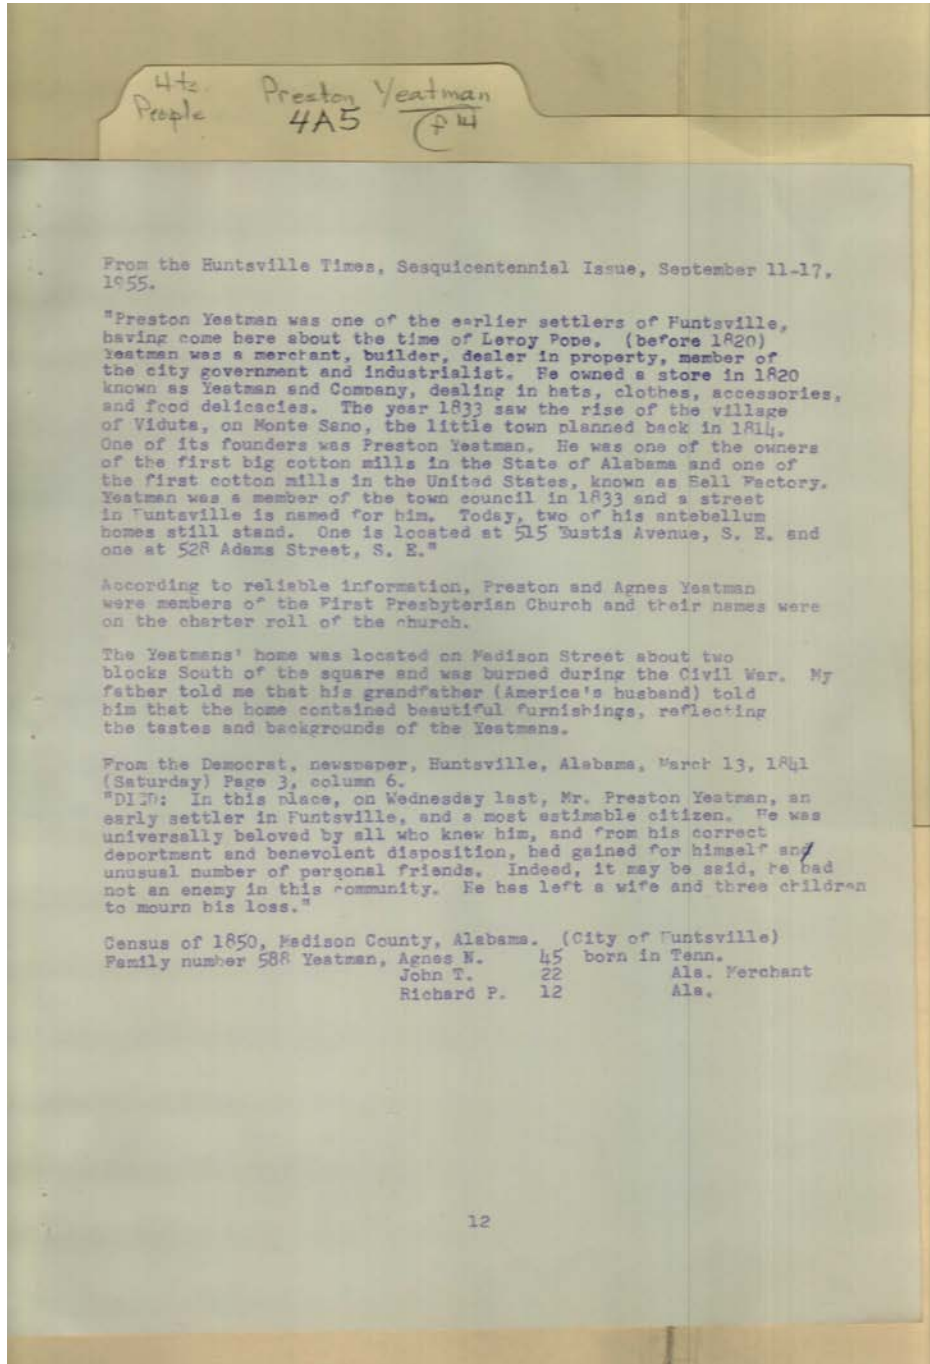 4ts.
People
Preston Yeatman
4A5
From the Huntsville Times, Sesquicentennial Issue, September 11-17,
1955.
"Preston Yeatman was one of the earlier settlers of Huntsville,
having come here about the time of Leroy Pope. (before 1820)
Yeatman was a merchant, builder, dealer in property, member of
the city government and industrialist. He owned a store in 1820
known as Yeatman and Company, dealing in hats, clothes, accessories,
and food delicacies. The year 1833 saw the rise of the village
of Viduta, on Monte Sano, the little town planned back in 1814.
One of its founders was Preston Yeatman. He was one of the owners
of the first big cotton mills in the State of Alabama and one of
the first cotton mills in the United States, known as Bell Factory.
Yeatman was a member of the town council in 1833 and a street
in Huntsville is named for him. Today, two of his antebellum
homes still stand. One is located at 515 Eustis Avenue, S. E. and
one at 528 Adams Street, S. E."
According to reliable information, Preston and Agnes Yeatman
were members of the First Presbyterian Church and their names were
on the charter roll of the church.
The Yeatmans' home was located on Madison Street about two
blocks South of the square and was burned during the Civil War. My
father told me that his grandfather (America's husband) told
him that the home contained beautiful furnishings, reflecting
the tastes and backgrounds of the Yeatmans.
From the Democrat, newspaper, Huntsville, Alabama, March 13, 1841
(Saturday) Page 3, column 6.
"DIED: In this place, on Wednesday last, Mr. Preston Yeatman, an
early settler in Huntsville, and a most estimable citizen. He was
universally beloved by all who knew him, and from his correct
deportment and benevolent disposition, had gained for himself and
unusual number of personal friends. Indeed, it may be said, he had
not an enemy in this community. He has left a wife and three children
to mourn his loss."
Census of 1850, Madison County, Alabama. (City of Huntsville)
Family number 588 Yeatman, Agnes N. 45 born in Tenn.
John T. 22 Ala. Merchant
Richard P. 12 Ala.
12